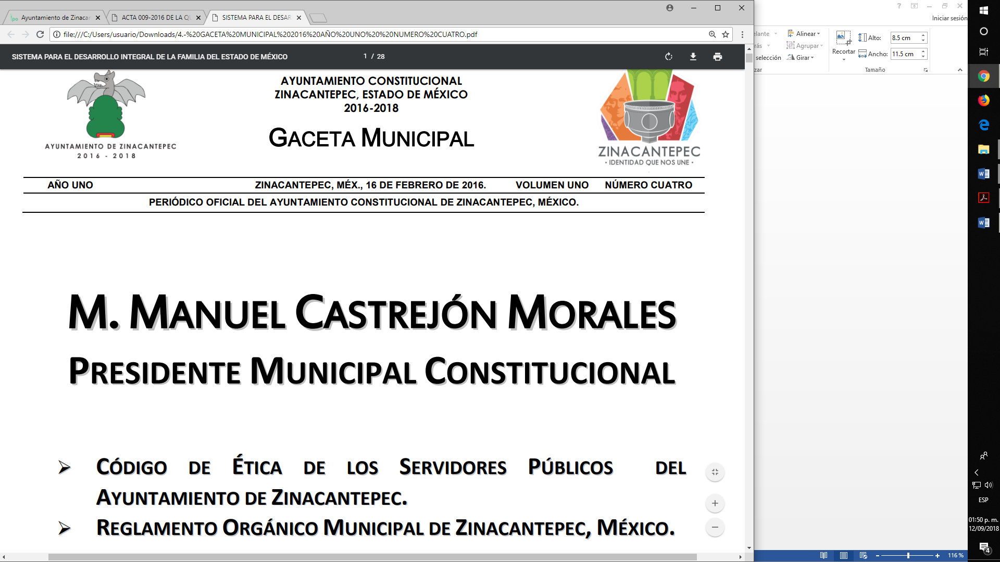 Ayuntamiento de Zinacan
ACTA 009-2016 DE LA QU
SISTEMA PARA EL DESAR
file:///C:/Users/usuario/Downloads/4.-%20GACETA%20MUNICIPAL%202016%20AÑO%20UNO%20%20NUMERO%20CUATRO.pdf
SISTEMA PARA EL DESARROLLO INTEGRAL DE LA FAMILIA DEL ESTADO DE MÉXICO
1 / 28
AYUNTAMIENTO CONSTITUCIONAL
ZINACANTEPEC, ESTADO DE MÉXICO
2016-2018
GACETA MUNICIPAL
AYUNTAMIENTO DE ZINACANTEPEC
2016 - 2018
ZINACANTEPEC
• IDENTIDAD QUE NOS UNE •
AÑO UNO ZINACANTEPEC, MÉX., 16 DE FEBRERO DE 2016. VOLUMEN UNO NÚMERO CUATRO
PERIÓDICO OFICIAL DEL AYUNTAMIENTO CONSTITUCIONAL DE ZINACANTEPEC, MÉXICO.
M. MANUEL CASTREJÓN MORALES
PRESIDENTE MUNICIPAL CONSTITUCIONAL
➢ CÓDIGO DE ÉTICA DE LOS SERVIDORES PÚBLICOS DEL
AYUNTAMIENTO DE ZINACANTEPEC.
➢ REGLAMENTO ORGÁNICO MUNICIPAL DE ZINACANTEPEC, MÉXICO.
Iniciar sesión
elante
Alinear
Agrupar
selección
Girar
Recortar
Alto: 8.5 cm
Ancho: 11.5 cm
Tamaño
116 %
ESP
01:50 p. m.
12/09/2018
4